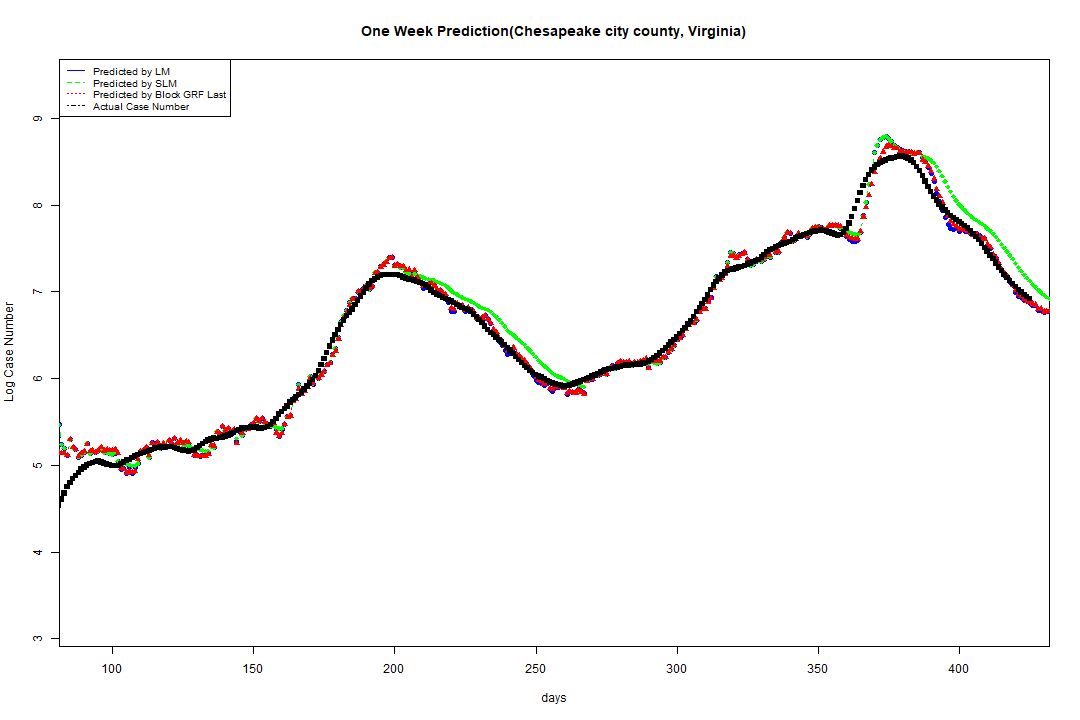 One Week Prediction(Chesapeake city county, Virginia)
Predicted by LM
Predicted by SLM
Predicted by Block GRF Last
Actual Case Number
Log Case Number
9
8
7
6
5
4
3
100 150 200 250 300 350 400
days